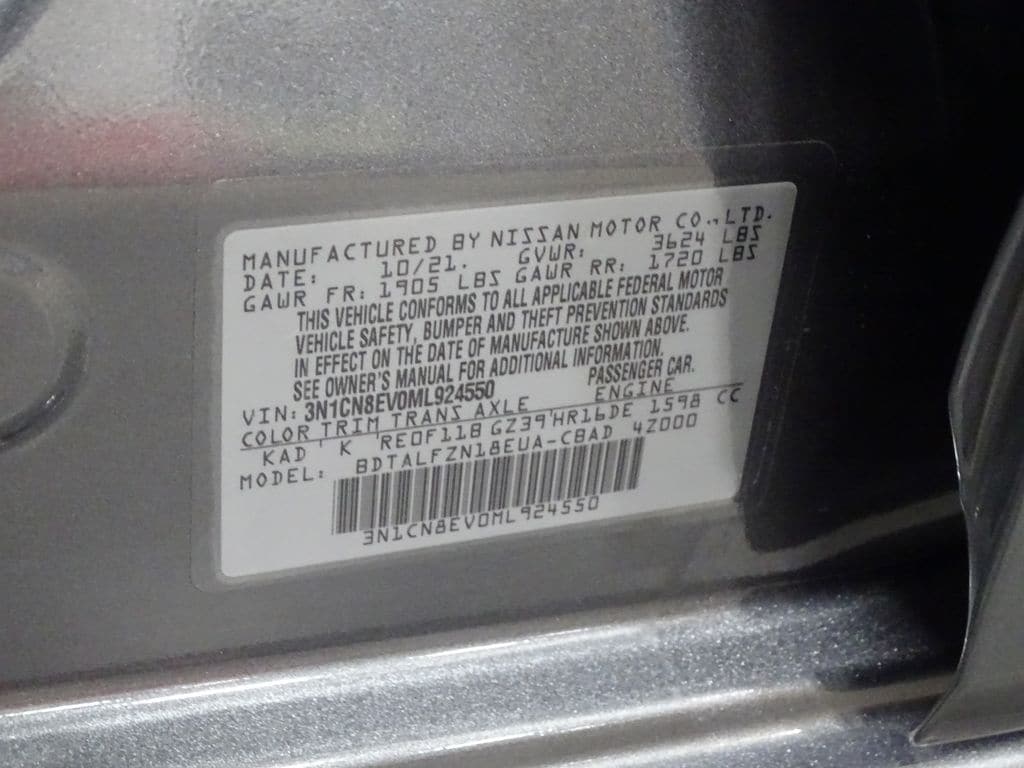 MANUFACTURED BY NISSAN MOTOR CO.,LTD.
DATE: 10/21. GVWR: 3624 LBS
GAWR FR: 1905 LBS GAWR RR: 1720 LBS
THIS VEHICLE CONFORMS TO ALL APPLICABLE FEDERAL MOTOR
VEHICLE SAFETY, BUMPER AND THEFT PREVENTION STANDARDS
IN EFFECT ON THE DATE OF MANUFACTURE SHOWN ABOVE.
SEE OWNER'S MANUAL FOR ADDITIONAL INFORMATION.
VIN: 3N1CN8EV0ML924550 PASSENGER CAR.
COLOR TRIM TRANS AXLE ENGINE
KAD ' K 'RE0F11B GZ39'HR16DE 1598 CC
MODEL: BDTALFZN18EUA-CBAD 4Z000
3N1CN8EV0ML924550